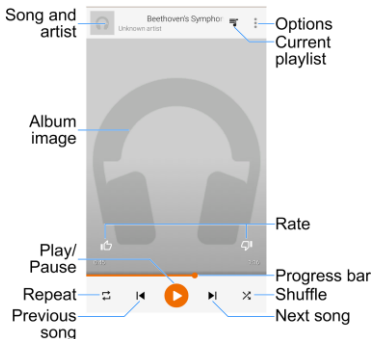 Song and
artist
Beethoven's Symphor
Unknown artist
Options
Current
playlist
Album
image
Rate
Play/
Pause
Progress bar
Repeat
Shuffle
Previous
song
Next song